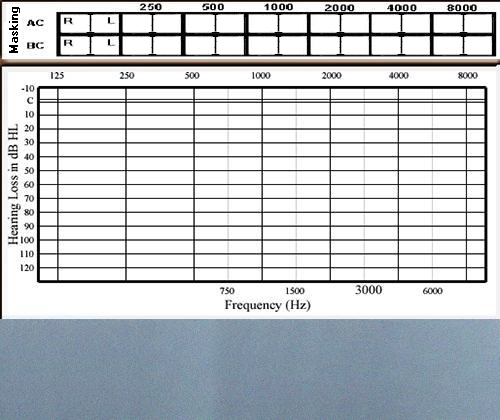 Masking
250 500 1000 2000 4000 8000
AC R L
BC R L
125 250 500 1000 2000 4000 8000
Hearing Loss in dB HL
-10
C
10
20
30
40
50
60
70
80
90
100
110
120
750 1500 3000 6000
Frequency (Hz)